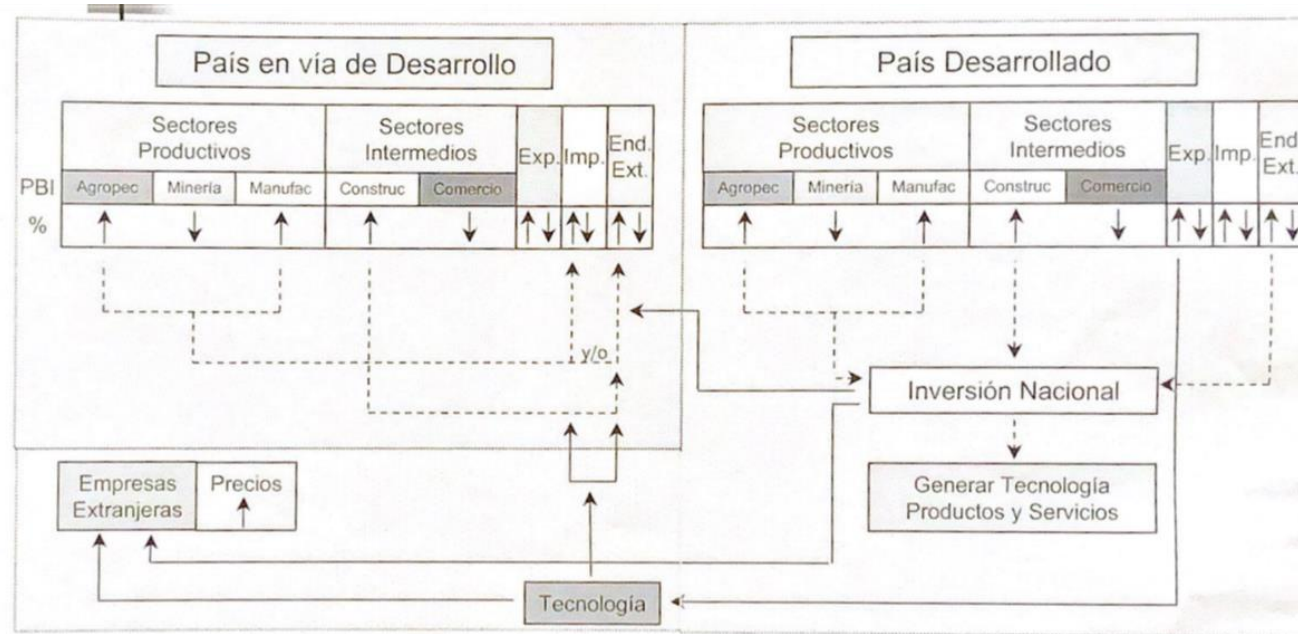 País en vía de Desarrollo
Sectores
Productivos
Sectores
Intermedios
Exp.
Imp.
End.
Ext.
PBI
Agropec
Minería
Manufac
Construc
Comercio
%
y/o
País Desarrollado
Sectores
Productivos
Sectores
Intermedios
Exp.
Imp.
End
Ext.
Agropec
Minería
Manufac
Construc
Comercio
Inversión Nacional
Generar Tecnología
Productos y Servicios
Empresas
Extranjeras
Precios
Tecnología